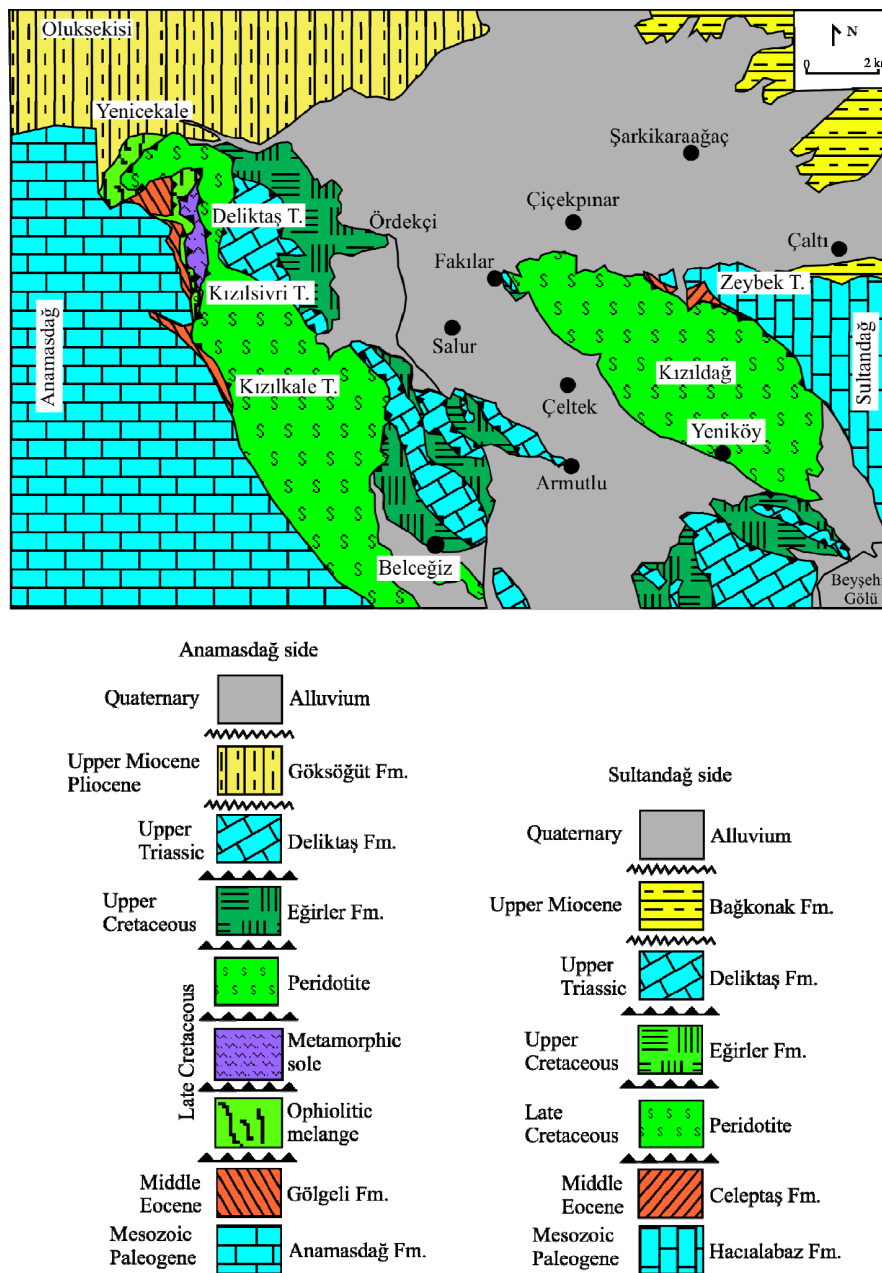 Oluksekisi
N
0
2 km
Yenicekale
Şarkikaraağaç
Deliktaş T.
Ördekçi
Çiçekpınar
Çaltı
Fakılar
Kızılsivri T.
Zeybek T.
Salur
Anamasdağ
Sultandağ
Kızılkale T.
Kızıldağ
Çeltek
Yeniköy
Armutlu
Belceğiz
Beyşehi
Gölü
Anamasdağ side
Quaternary
Alluvium
Upper Miocene
Pliocene
Göksöğüt Fm.
Upper
Triassic
Deliktaş Fm.
Upper
Cretaceous
Eğirler Fm.
Late Cretaceous
Peridotite
Metamorphic
sole
Ophiolitic
melange
Middle
Eocene
Gölgeli Fm.
Mesozoic
Paleogene
Anamasdağ Fm.
Sultandağ side
Quaternary
Alluvium
Upper Miocene
Bağkonak Fm.
Upper
Triassic
Deliktaş Fm.
Upper
Cretaceous
Eğirler Fm.
Late
Cretaceous
Peridotite
Middle
Eocene
Celeptaş Fm.
Mesozoic
Paleogene
Hacıalabaz Fm.